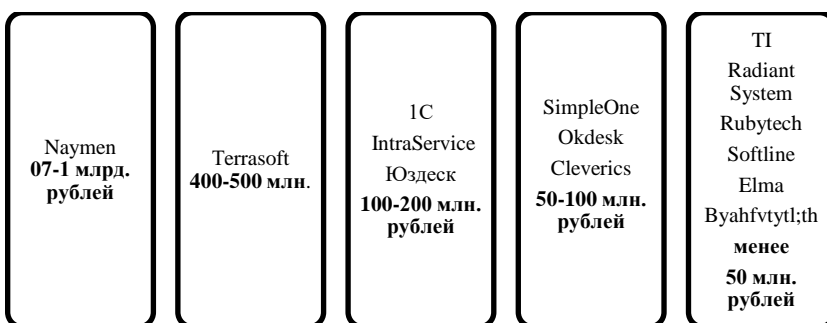 Naymen
07-1 млрд.
рублей
Terrasoft
400-500 млн.
1C
IntraService
Юздеск
100-200 млн.
рублей
SimpleOne
Okdesk
Cleverics
50-100 млн.
рублей
TI
Radiant
System
Rubytech
Softline
Elma
Byahfvtytl;th
менее
50 млн.
рублей